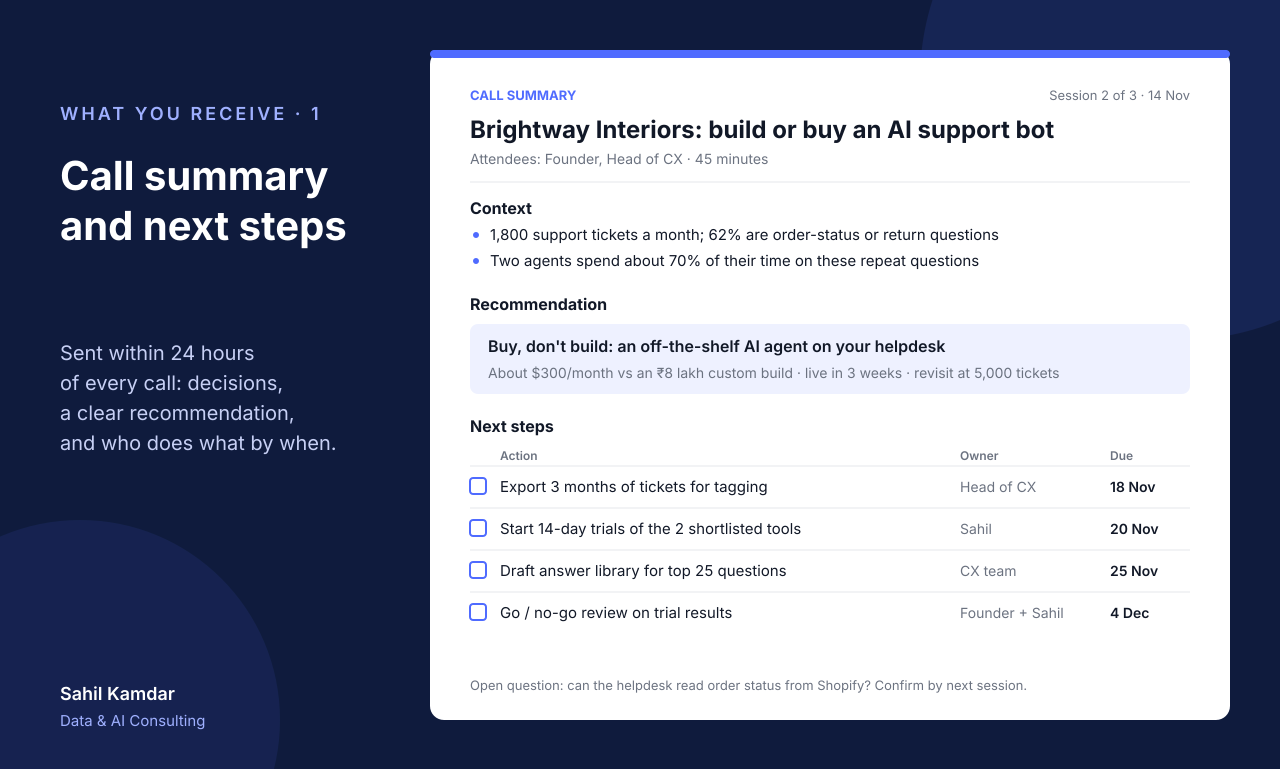 WHAT YOU RECEIVE · 1
Call summary
and next steps
Sent within 24 hours
of every call: decisions,
a clear recommendation,
and who does what by when.
Sahil Kamdar
Data & AI Consulting
CALL SUMMARY
Session 2 of 3 · 14 Nov
Brightway Interiors: build or buy an AI support bot
Attendees: Founder, Head of CX · 45 minutes
Context
• 1,800 support tickets a month; 62% are order-status or return questions
• Two agents spend about 70% of their time on these repeat questions
Recommendation
Buy, don't build: an off-the-shelf AI agent on your helpdesk
About $300/month vs an ₹8 lakh custom build · live in 3 weeks · revisit at 5,000 tickets
Next steps
Action Owner Due
Export 3 months of tickets for tagging Head of CX 18 Nov
Start 14-day trials of the 2 shortlisted tools Sahil 20 Nov
Draft answer library for top 25 questions CX team 25 Nov
Go / no-go review on trial results Founder + Sahil 4 Dec
Open question: can the helpdesk read order status from Shopify? Confirm by next session.